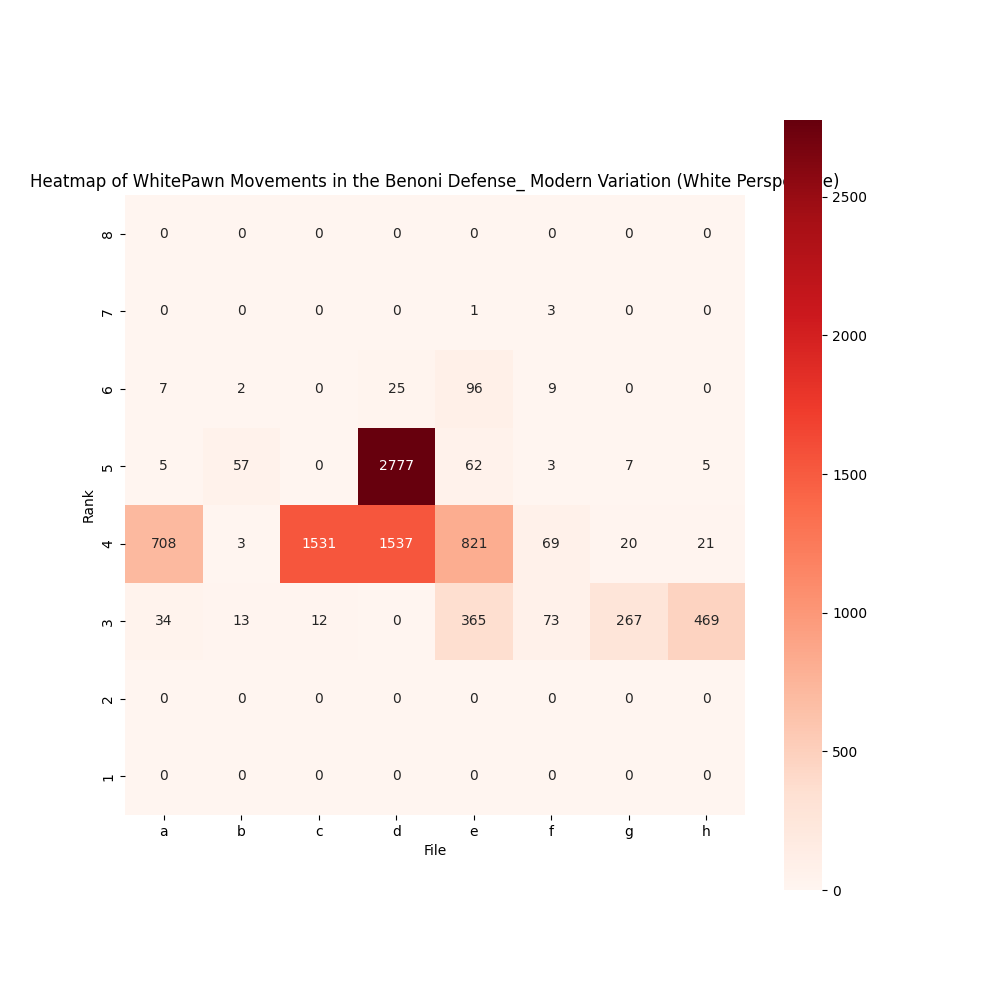 Heatmap of WhitePawn Movements in the Benoni Defense_ Modern Variation (White Perspe e)
2500
8 0 0 0 0 0 0 0 0
7 0 0 0 0 1 3 0 0
2000
6 7 2 0 25 96 9 0 0
5 5 57 0 2777 62 3 7 5
1500
Rank
4 708 3 1531 1537 821 69 20 21
1000
3 34 13 12 0 365 73 267 469
2 0 0 0 0 0 0 0 0
500
1 0 0 0 0 0 0 0 0
a b c d e f g h
File
0